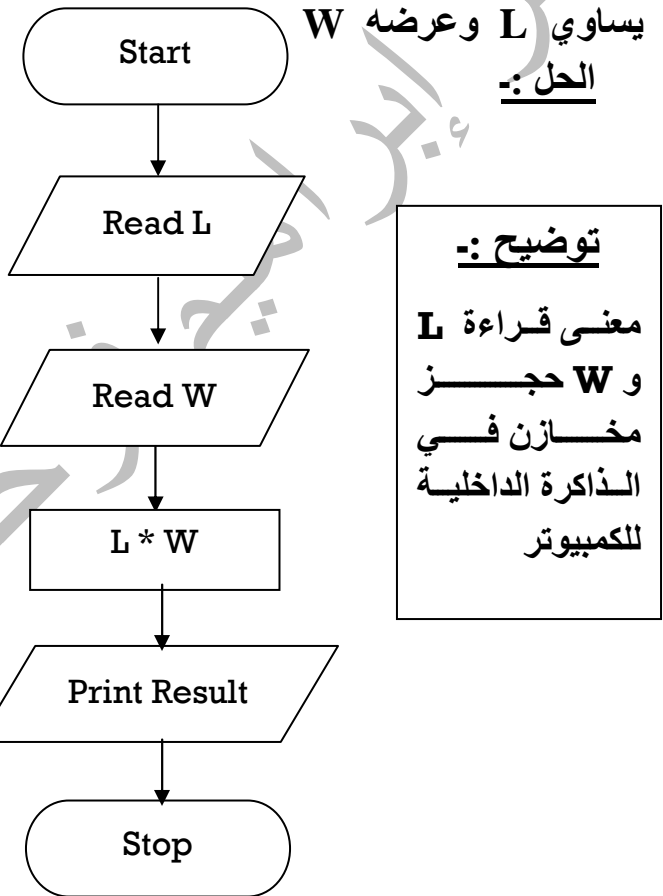 يساوي L وعرضه W
الحل :-
Start
Read L
Read W
L * W
Print Result
Stop
توضيح :-
معنى قراءة L
و W حجز
مخازن في
الذاكرة الداخلية
للكمبيوتر